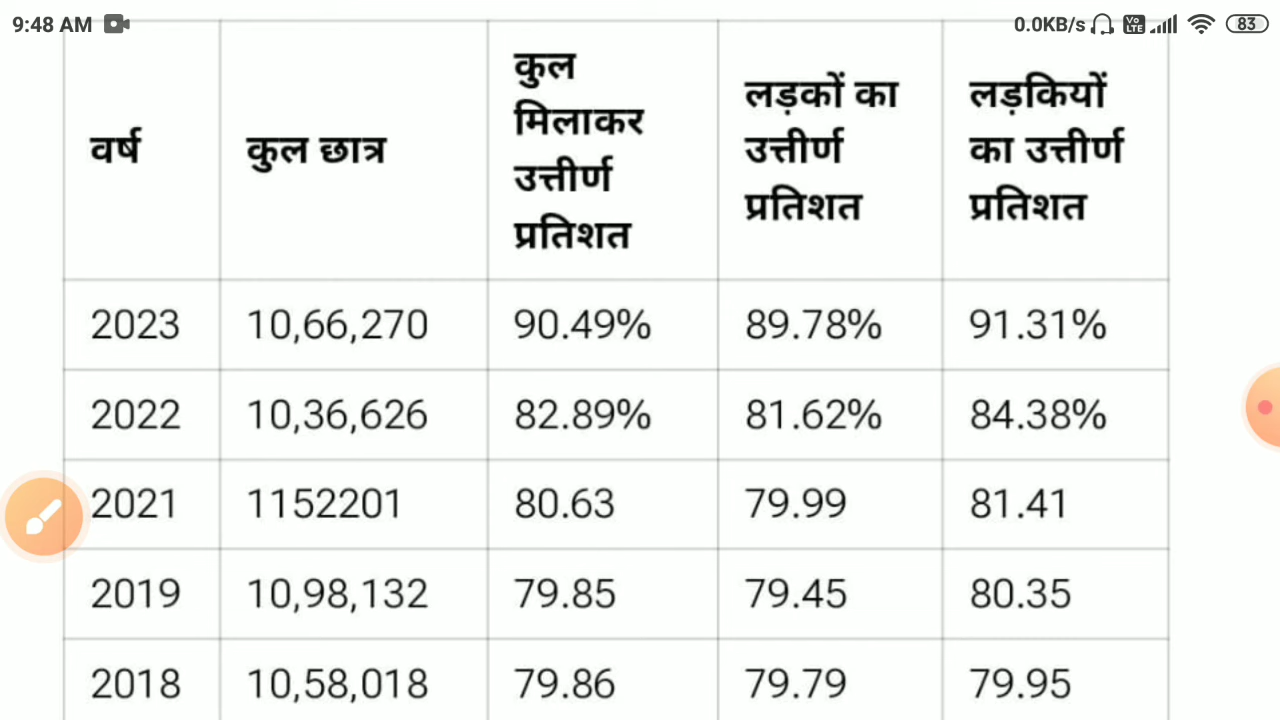 9:48 AM 0.0KB/s Vo LTE 83
वर्ष कुल छात्र कुल मिलाकर उत्तीर्ण प्रतिशत लड़कों का उत्तीर्ण प्रतिशत लड़कियों का उत्तीर्ण प्रतिशत
2023 10,66,270 90.49% 89.78% 91.31%
2022 10,36,626 82.89% 81.62% 84.38%
2021 1152201 80.63 79.99 81.41
2019 10,98,132 79.85 79.45 80.35
2018 10,58,018 79.86 79.79 79.95